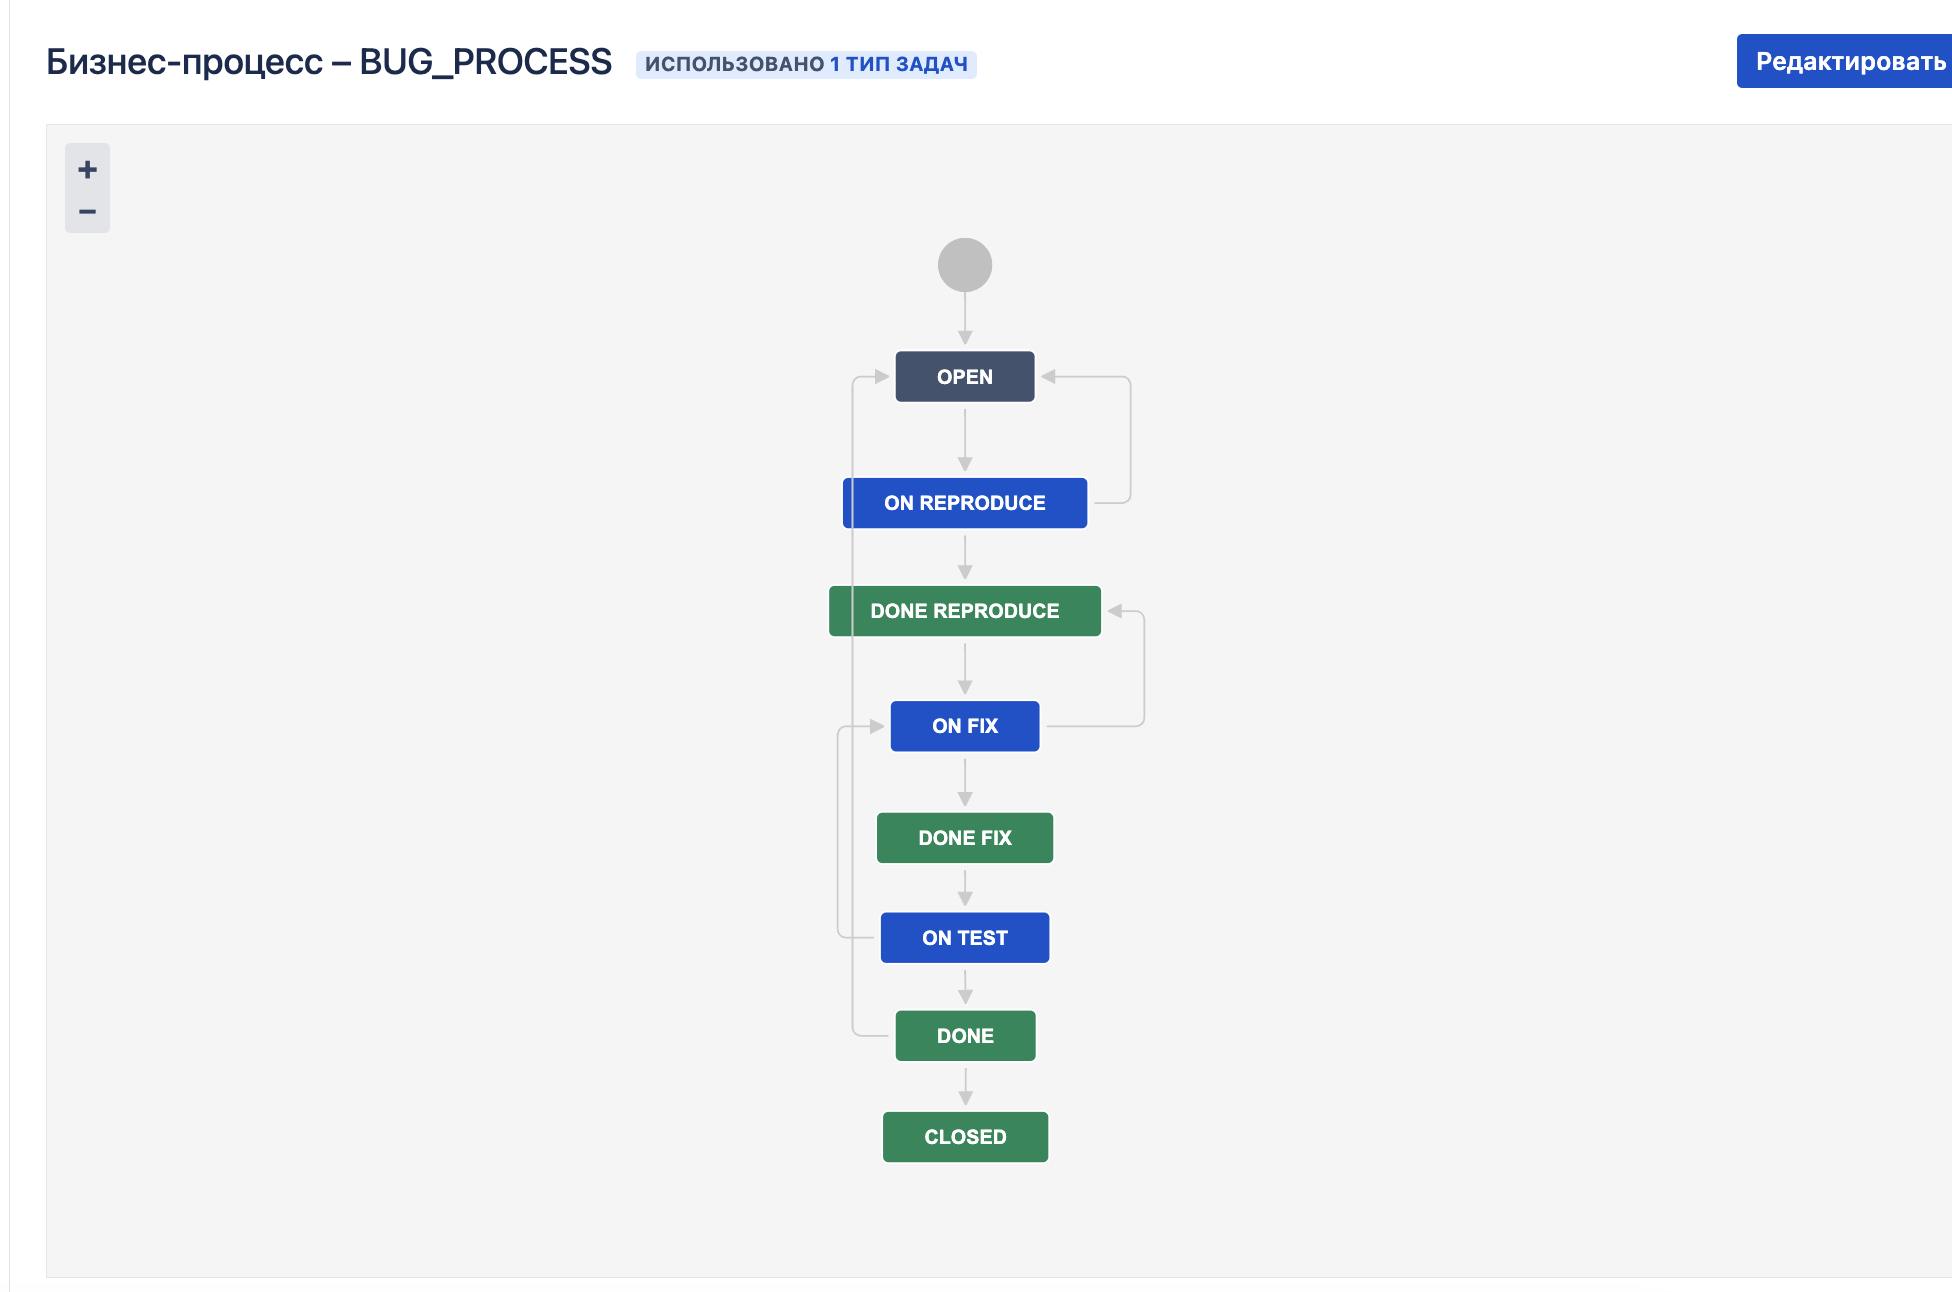 Бизнес-процесс – BUG_PROCESS
ИСПОЛЬЗОВАНО 1 ТИП ЗАДАЧ
Редактировать
+
–
OPEN
ON REPRODUCE
DONE REPRODUCE
ON FIX
DONE FIX
ON TEST
DONE
CLOSED